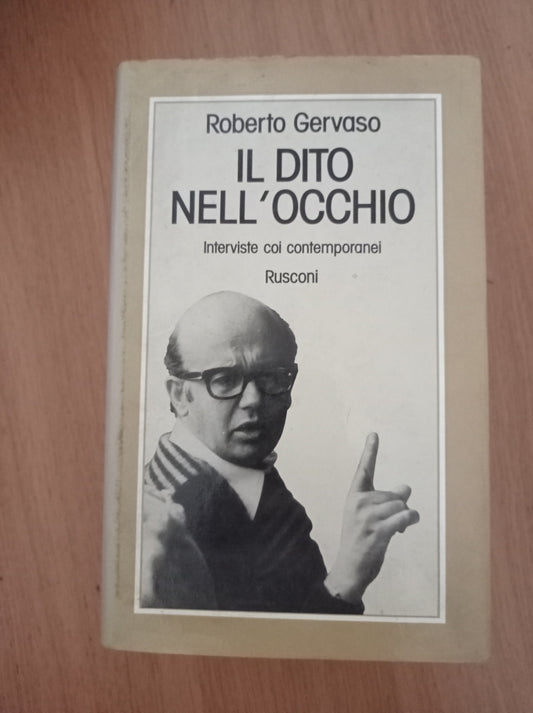 Roberto Gervaso
IL DITO
NELL'OCCHIO
Interviste coi contemporanei
Rusconi